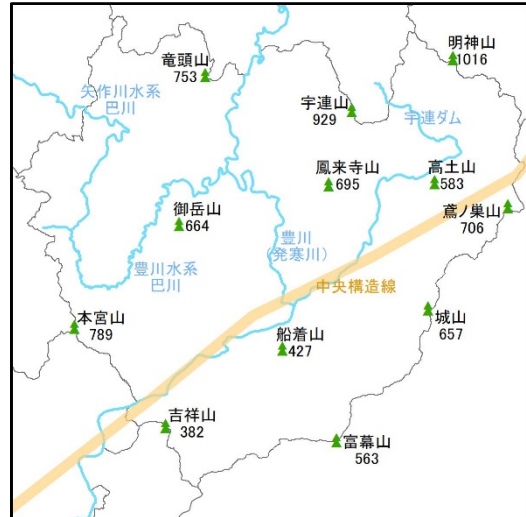 明神山
1016
竜頭山
753
矢作川水系
巴川
宇連山
929
宇連ダム
鳳来寺山
695
高土山
583
鳶ノ巣山
706
御岳山
664
豊川
(発寒川)
豊川水系
巴川
中央構造線
本宮山
789
城山
657
船着山
427
吉祥山
382
富幕山
563